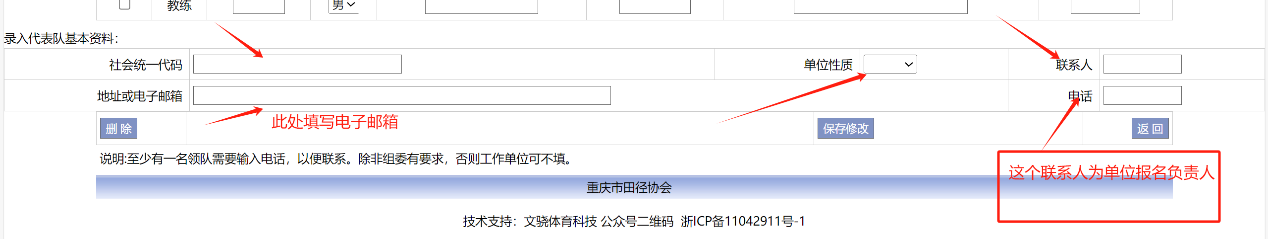 教练 男
录入代表队基本资料：
社会统一代码 单位性质 联系人
地址或电子邮箱 电话
此处填写电子邮箱
删 除 保存修改 返 回
说明:至少有一名领队需要输入电话，以便联系。除非组委有要求，否则工作单位可不填。
这个联系人为单位报名负责人
重庆市田径协会
技术支持：文骁体育科技 公众号二维码 浙ICP备11042911号-1